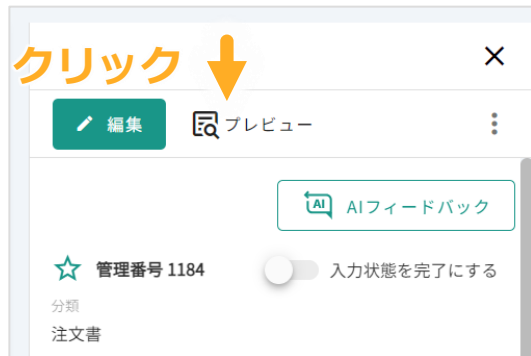 クリック
編集
プレビュー
AI AIフィードバック
管理番号 1184
入力状態を完了にする
分類
注文書